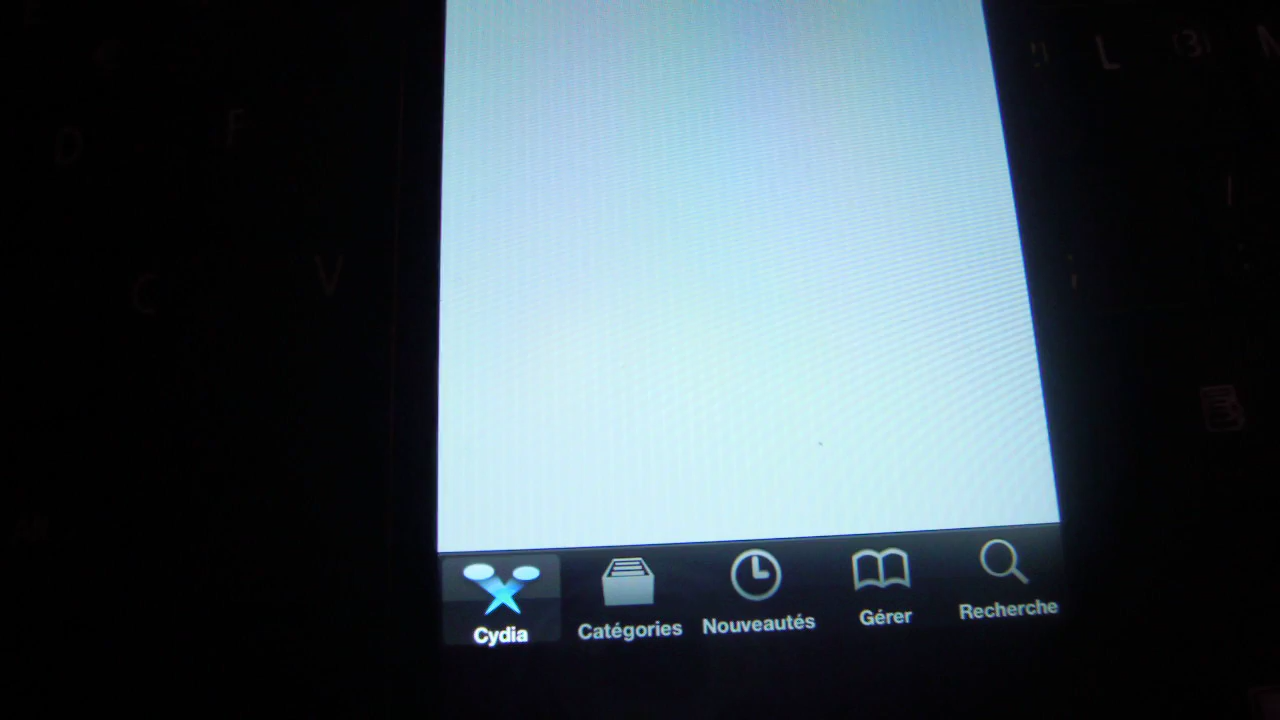 F
L
D
C
V
Cydia
Catégories
Nouveautés
Gérer
Recherche